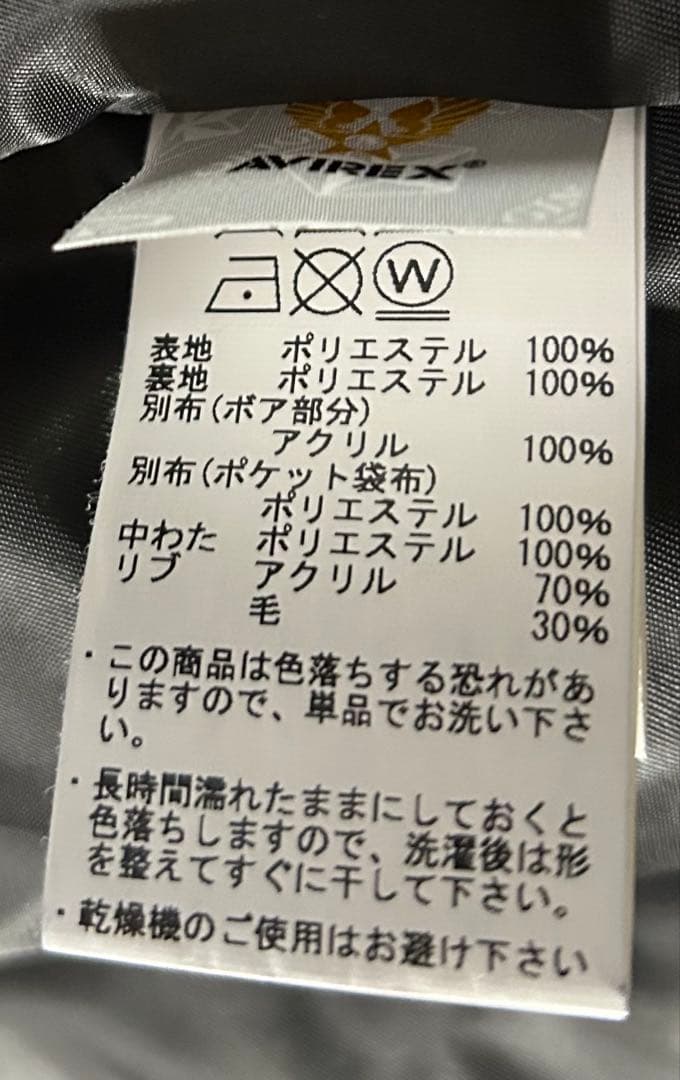 AVIREX®
W
表地 ポリエステル 100%
裏地 ポリエステル 100%
別布(ボア部分)
アクリル 100%
別布(ポケット袋布)
ポリエステル 100%
中わた ポリエステル 100%
リブ アクリル 70%
毛 30%
・この商品は色落ちする恐れがあ
りますので、単品でお洗い下さ
い。
・長時間濡れたままにしておくと
色落ちしますので、洗濯後は形
を整えてすぐに干して下さい。
・乾燥機のご使用はお避け下さい